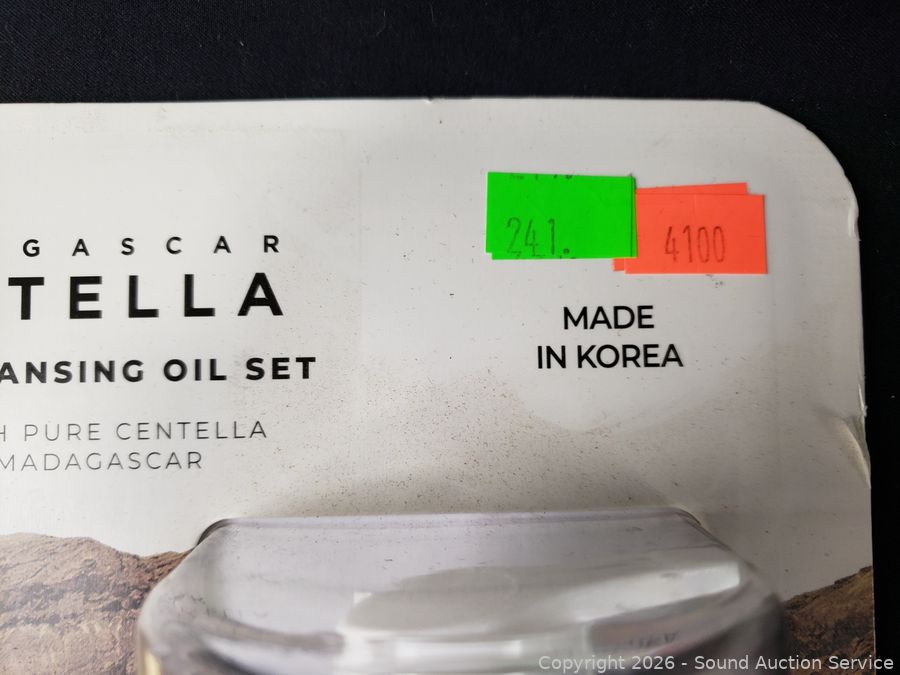 GASCAR
TELLA
ANSING OIL SET
H PURE CENTELLA
MADAGASCAR
241.
4100
MADE
IN KOREA
Copyright © 2026 - Sound Auction Service